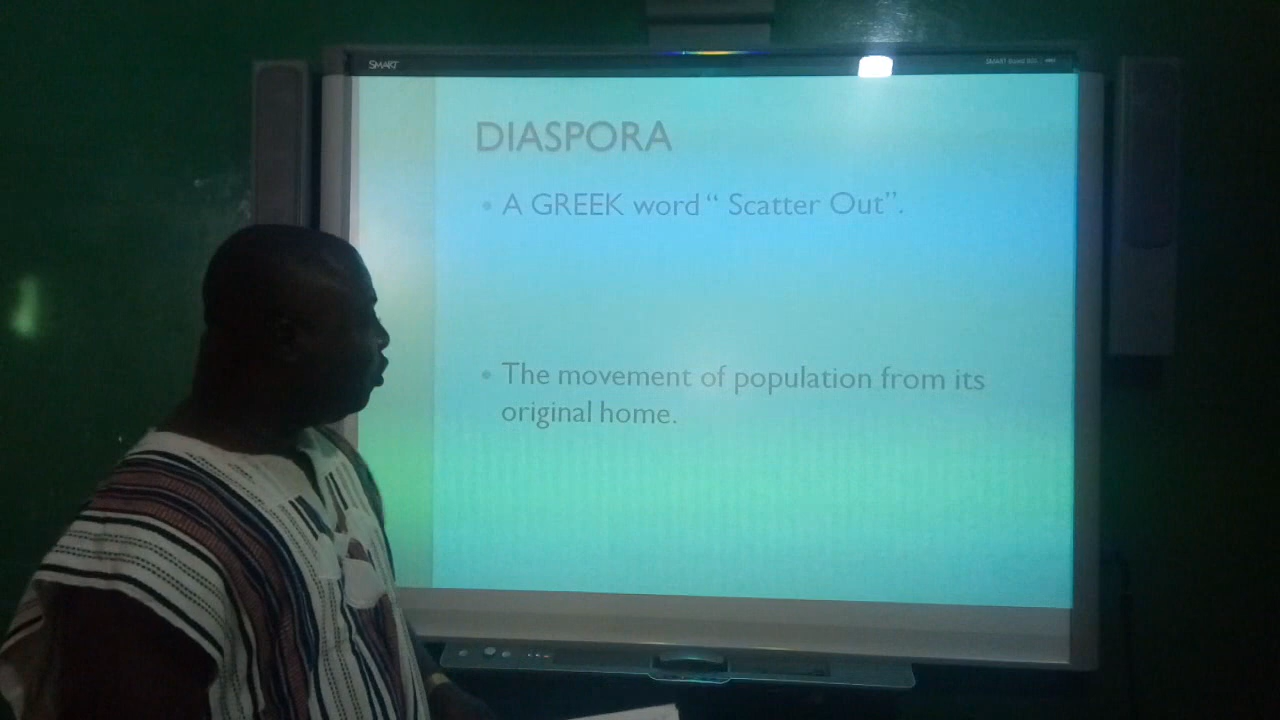 SMART
DIASPORA
• A GREEK word “ Scatter Out”.
• The movement of population from its
original home.